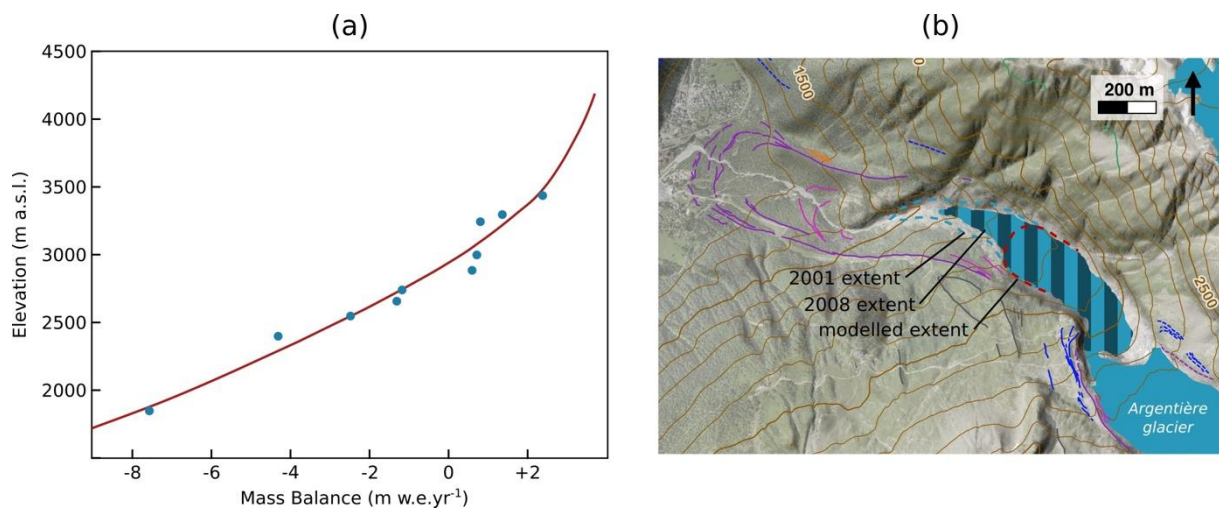 (a)
4500
4000
3500
3000
2500
2000
Elevation (m a.s.l.)
-8 -6 -4 -2 0 +2
Mass Balance (m w.e.yr⁻¹)
(b)
1500
200 m
2500
2001 extent
2008 extent
modelled extent
Argentière
glacier